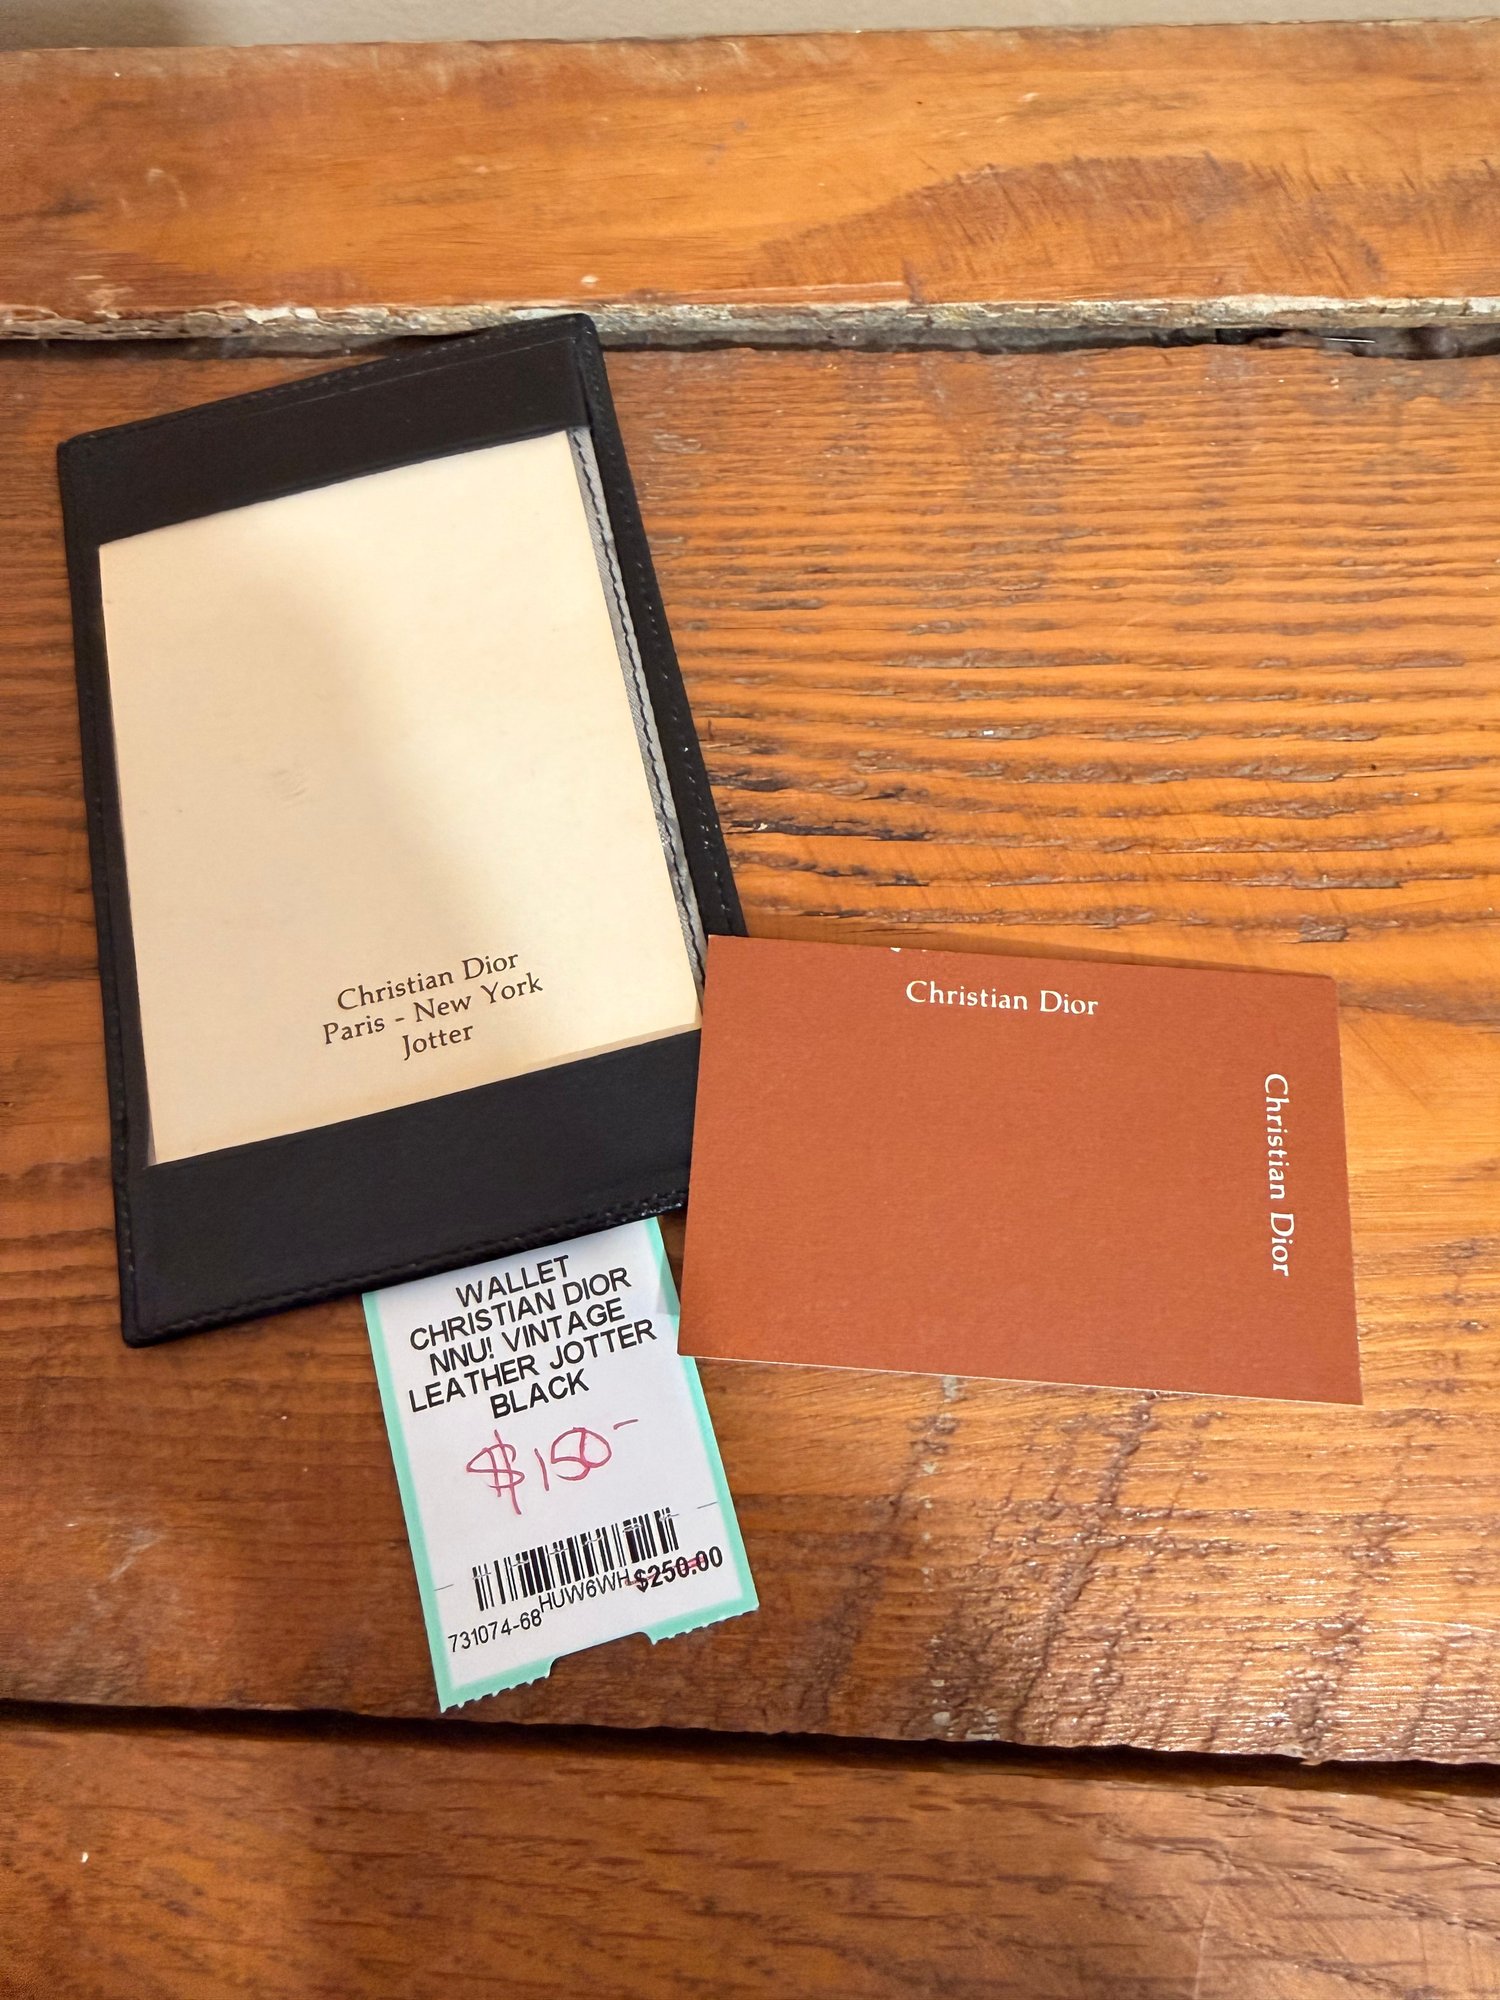 Christian Dior
Paris - New York
Jotter
Christian Dior
Christian Dior
WALLET
CHRISTIAN DIOR
NNU! VINTAGE
LEATHER JOTTER
BLACK
$150-
HUW6WH $250.00
731074-68